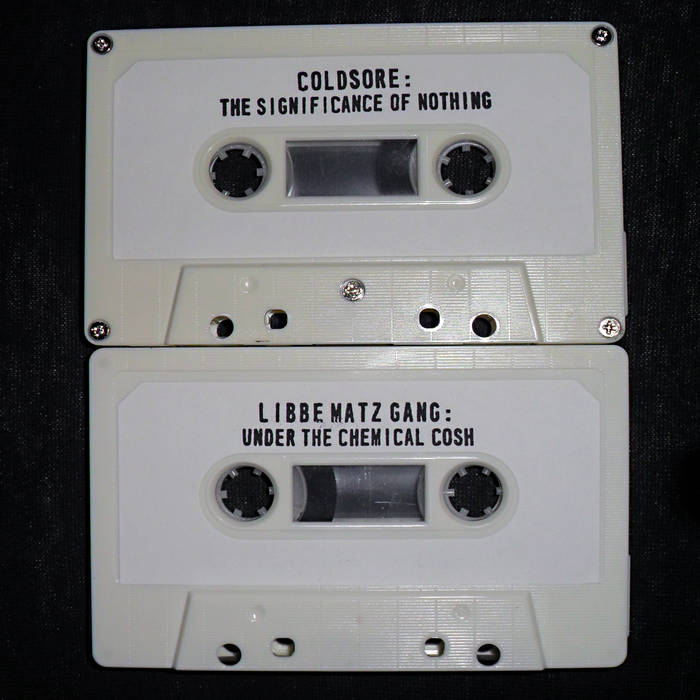 COLDSORE:
THE SIGNIFICANCE OF NOTHING
LIBBE MATZ GANG:
UNDER THE CHEMICAL COSH